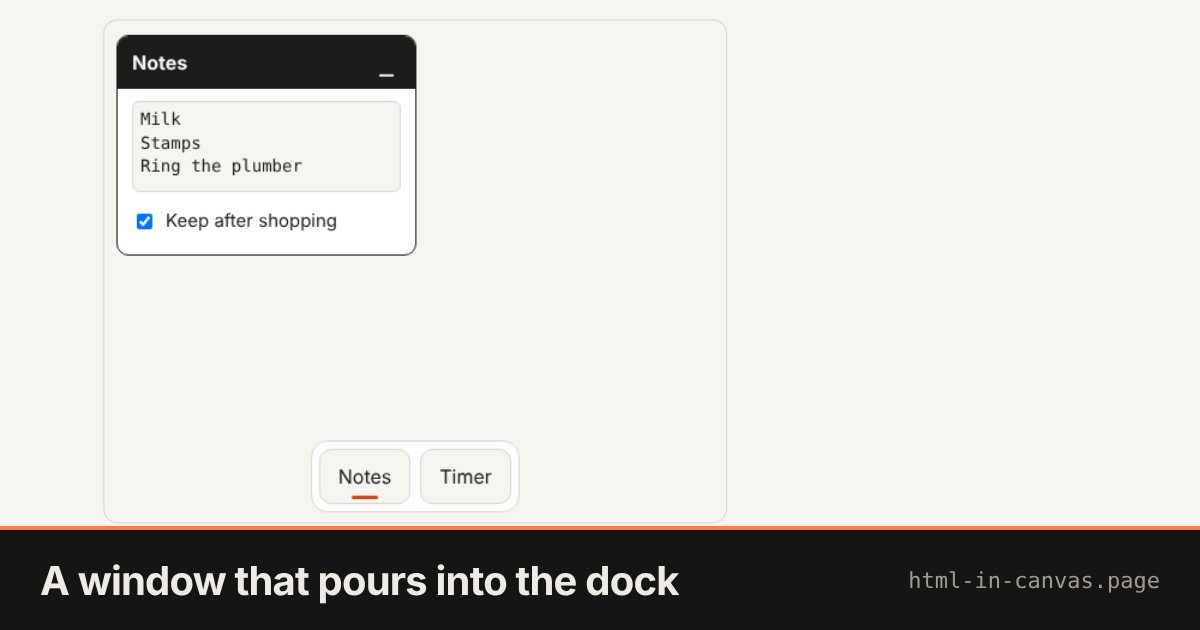 Notes
Milk
Stamps
Ring the plumber
Keep after shopping
Notes
Timer
A window that pours into the dock
html-in-canvas.page